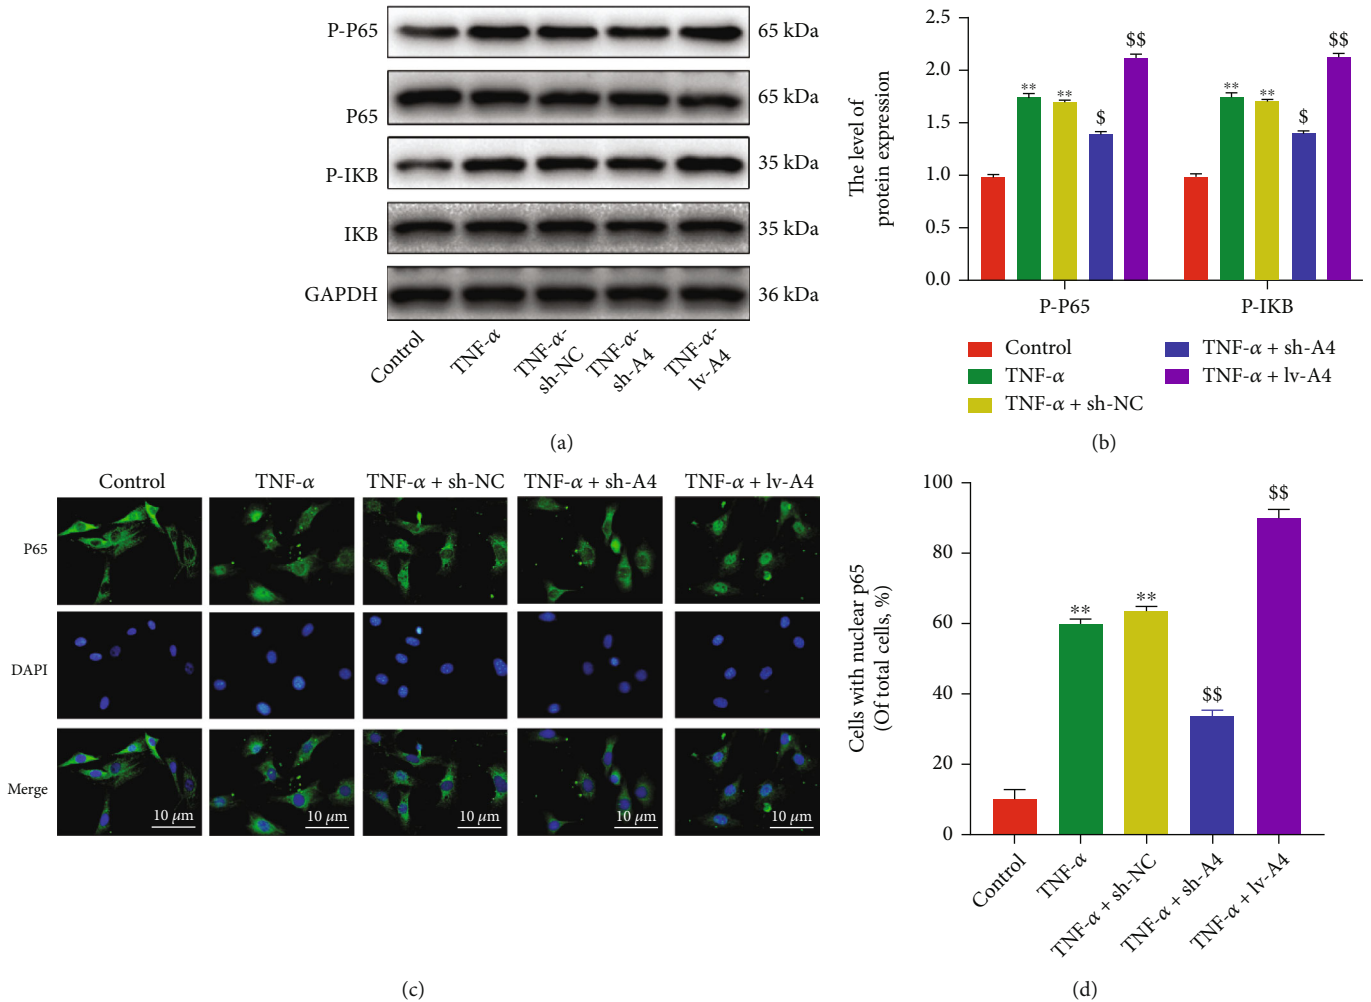 P-P65
65 kDa
P65
65 kDa
P-IKB
35 kDa
IKB
35 kDa
GAPDH
36 kDa
Control
TNF-α
TNF-α-
sh-NC
TNF-α-
sh-A4
TNF-α-
lv-A4
(a)
The level of
protein expression
2.5
2.0
1.5
1.0
0.5
0.0
** ** $ $$
** ** $ $$
P-P65
P-IKB
Control
TNF-α
TNF-α + sh-NC
TNF-α + sh-A4
TNF-α + lv-A4
(b)
Control
TNF-α
TNF-α + sh-NC
TNF-α + sh-A4
TNF-α + lv-A4
P65
DAPI
Merge
10 μm
10 μm
10 μm
10 μm
10 μm
(c)
Cells with nuclear p65
(Of total cells, %)
100
80
60
40
20
0
**
**
$$
$$
Control
TNF-α
TNF-α + sh-NC
TNF-α + sh-A4
TNF-α + lv-A4
(d)